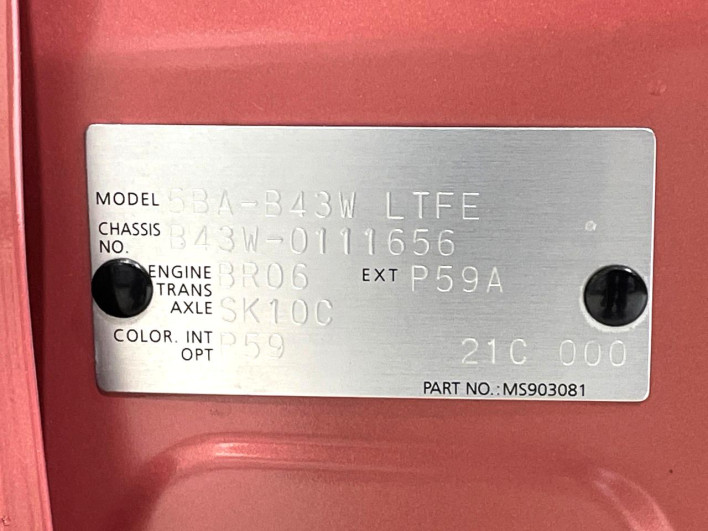 MODEL 5BA-B43W LTFE
CHASSIS NO. B43W-0111656
ENGINE BR06 EXT P59A
TRANS
AXLE SK10C
COLOR. INT P59
OPT 21C 000
PART NO.:MS903081